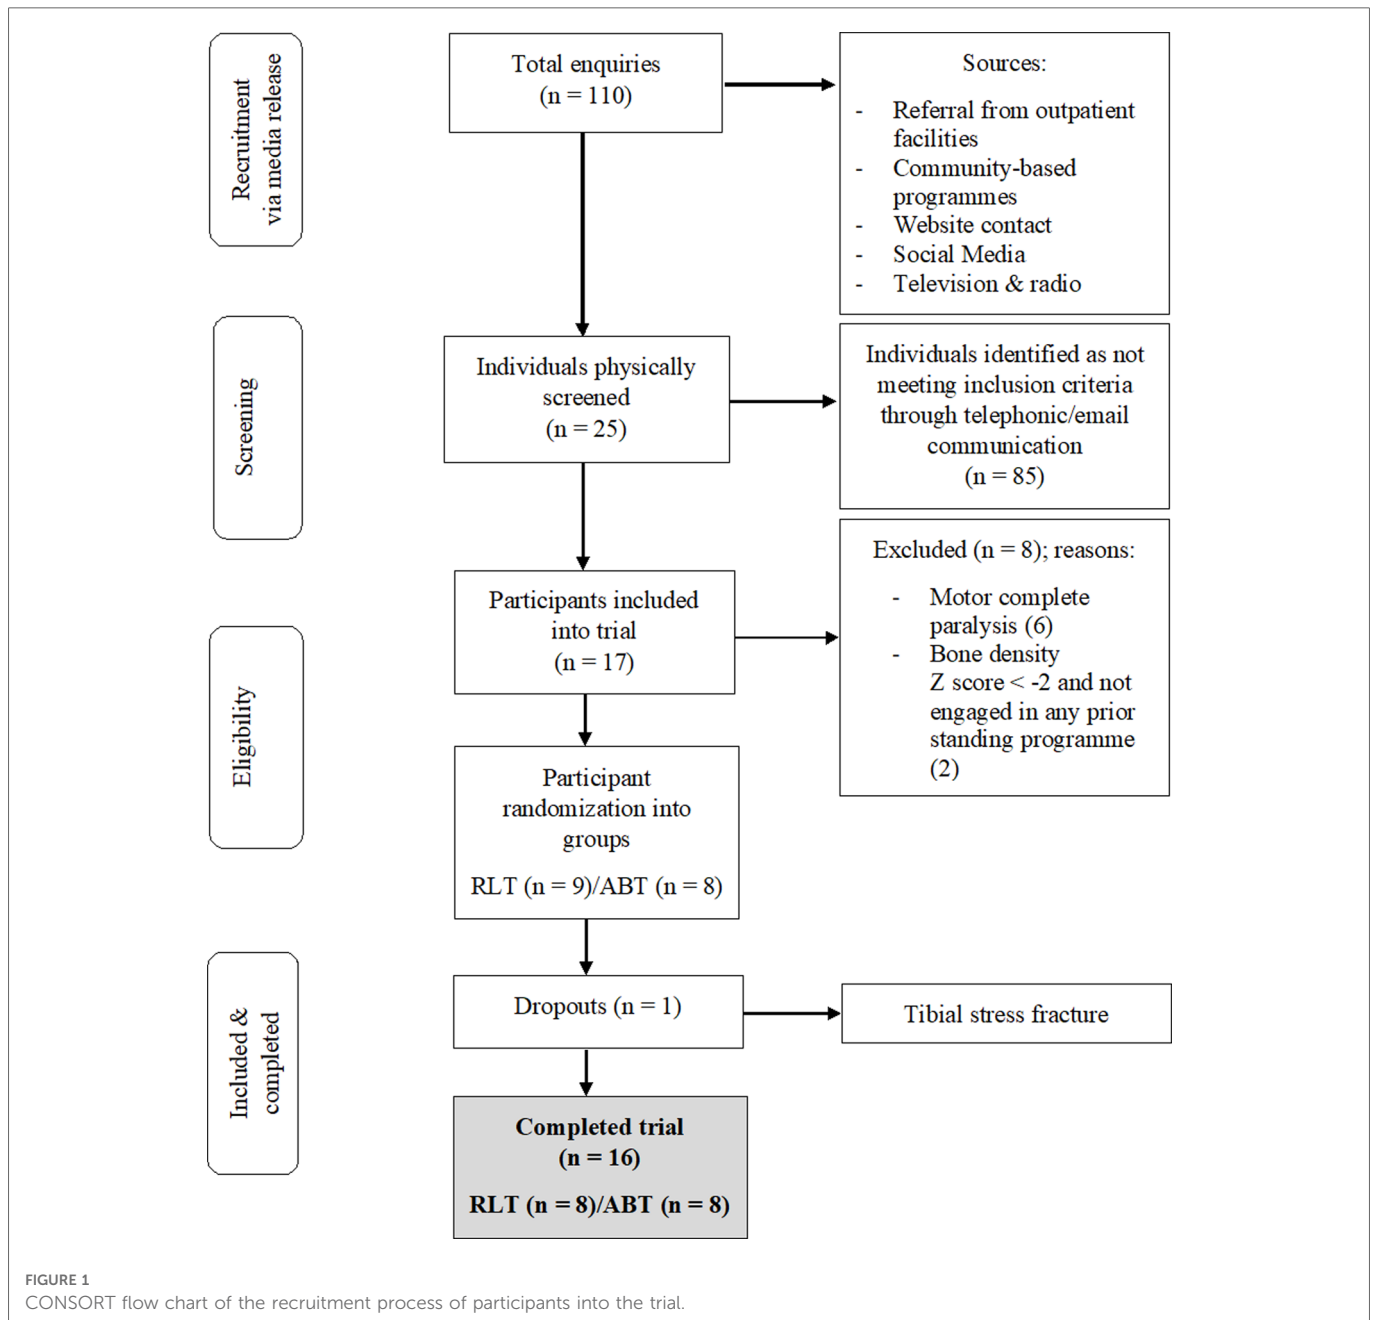 Recruitment
via media release
Total enquiries
(n = 110)
Sources:
- Referral from outpatient
facilities
- Community-based
programmes
- Website contact
- Social Media
- Television & radio
Screening
Individuals physically
screened
(n = 25)
Individuals identified as not
meeting inclusion criteria
through telephonic/email
communication
(n = 85)
Eligibility
Participants included
into trial
(n = 17)
Excluded (n = 8); reasons:
- Motor complete
paralysis (6)
- Bone density
Z score < -2 and not
engaged in any prior
standing programme
(2)
Participant
randomization into
groups
RLT (n = 9)/ABT (n = 8)
Included &
completed
Dropouts (n = 1)
Tibial stress fracture
Completed trial
(n = 16)
RLT (n = 8)/ABT (n = 8)
FIGURE 1
CONSORT flow chart of the recruitment process of participants into the trial.